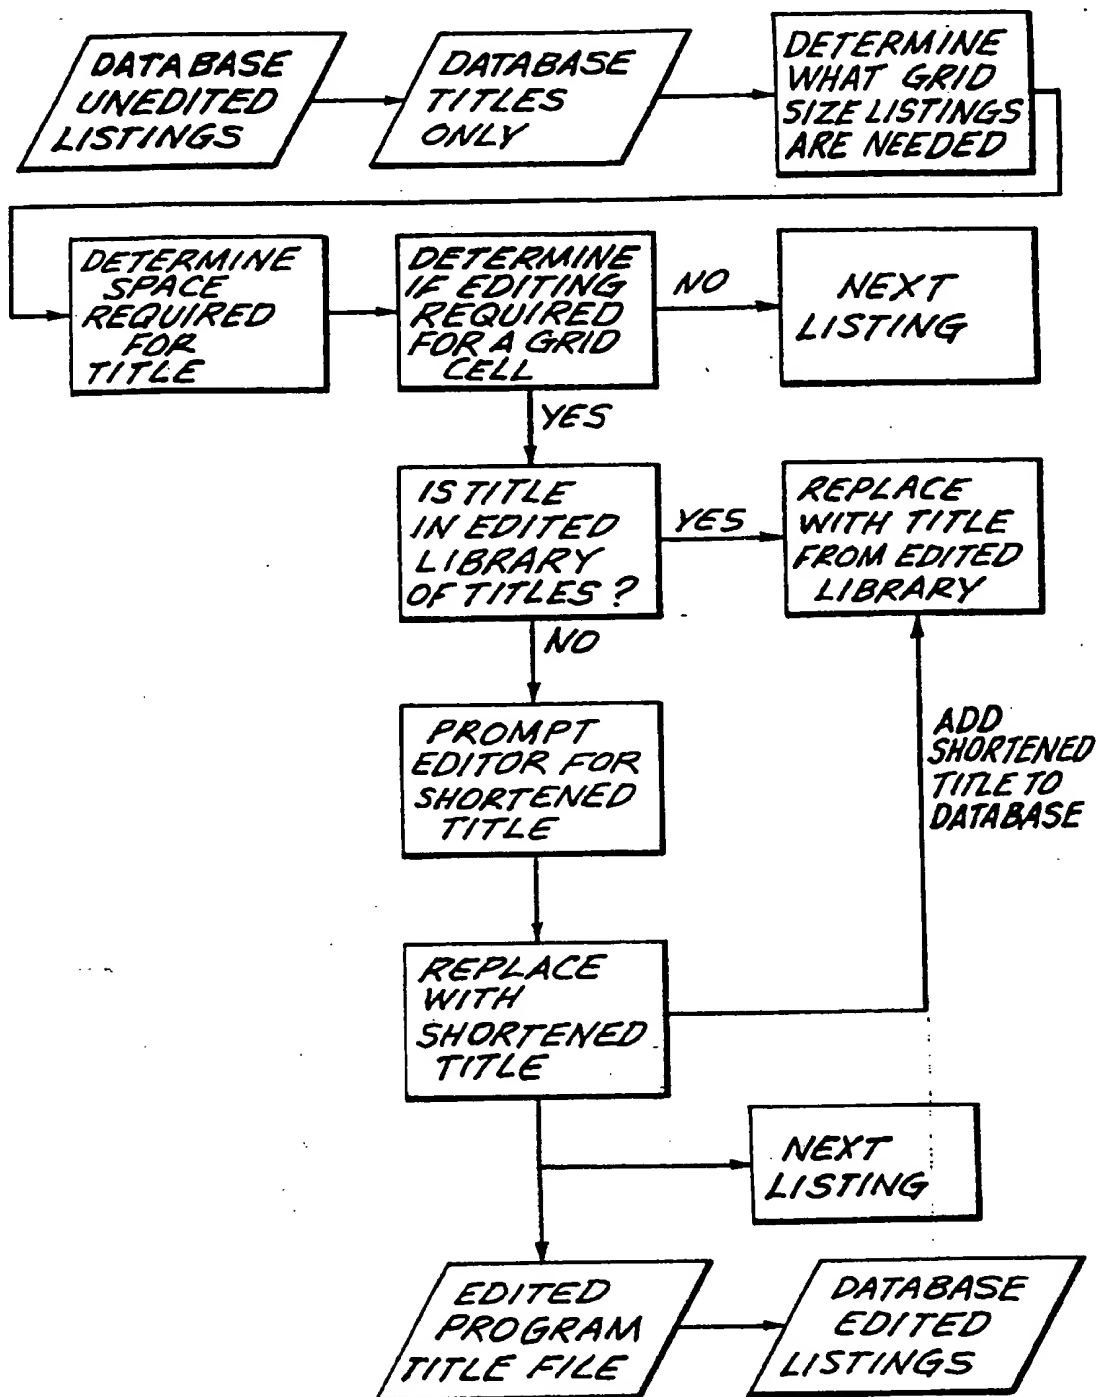 DATABASE
UNEDITED
LISTINGS
DATABASE
TITLES
ONLY
DETERMINE
WHAT GRID
SIZE LISTINGS
ARE NEEDED
DETERMINE
SPACE
REQUIRED
FOR
TITLE
DETERMINE
IF EDITING
REQUIRED
FOR A GRID
CELL
NO
NEXT
LISTING
YES
IS TITLE
IN EDITED
LIBRARY
OF TITLES?
YES
REPLACE
WITH TITLE
FROM EDITED
LIBRARY
NO
PROMPT
EDITOR FOR
SHORTENED
TITLE
ADD
SHORTENED
TITLE TO
DATABASE
REPLACE
WITH
SHORTENED
TITLE
NEXT
LISTING
EDITED
PROGRAM
TITLE FILE
DATABASE
EDITED
LISTINGS